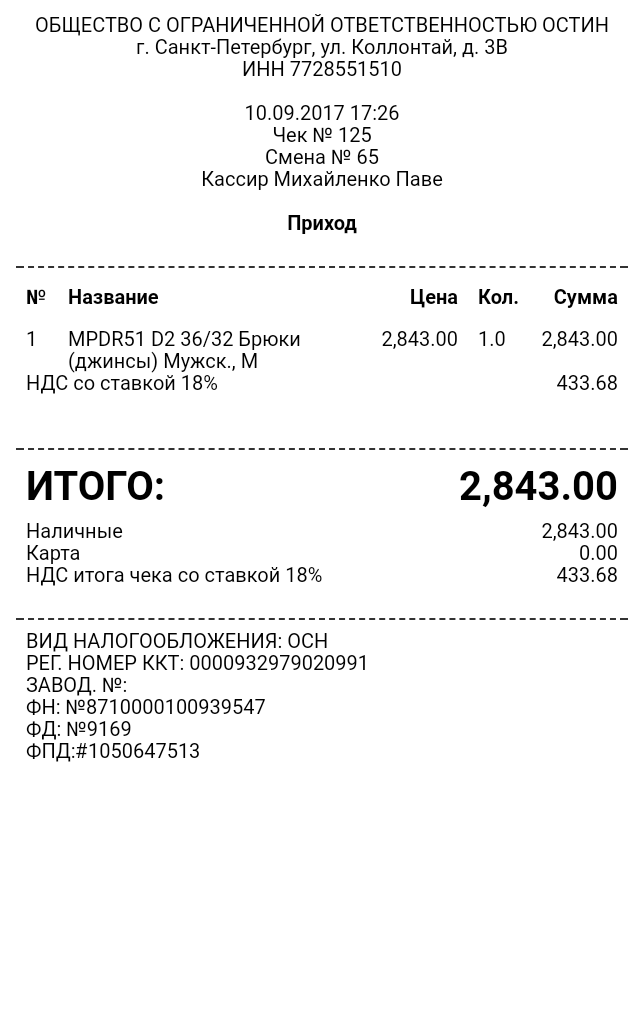 ОБЩЕСТВО С ОГРАНИЧЕННОЙ ОТВЕТСТВЕННОСТЬЮ ОСТИН
г. Санкт-Петербург, ул. Коллонтай, д. 3В
ИНН 7728551510
10.09.2017 17:26
Чек № 125
Смена № 65
Кассир Михайленко Паве
Приход
№ Название Цена Кол. Сумма
1 MPDR51 D2 36/32 Брюки 2,843.00 1.0 2,843.00
(джинсы) Мужск., М
НДС со ставкой 18% 433.68
ИТОГО: 2,843.00
Наличные 2,843.00
Карта 0.00
НДС итога чека со ставкой 18% 433.68
ВИД НАЛОГООБЛОЖЕНИЯ: ОСН
РЕГ. НОМЕР ККТ: 0000932979020991
ЗАВОД. №:
ФН: №8710000100939547
ФД: №9169
ФПД:#1050647513